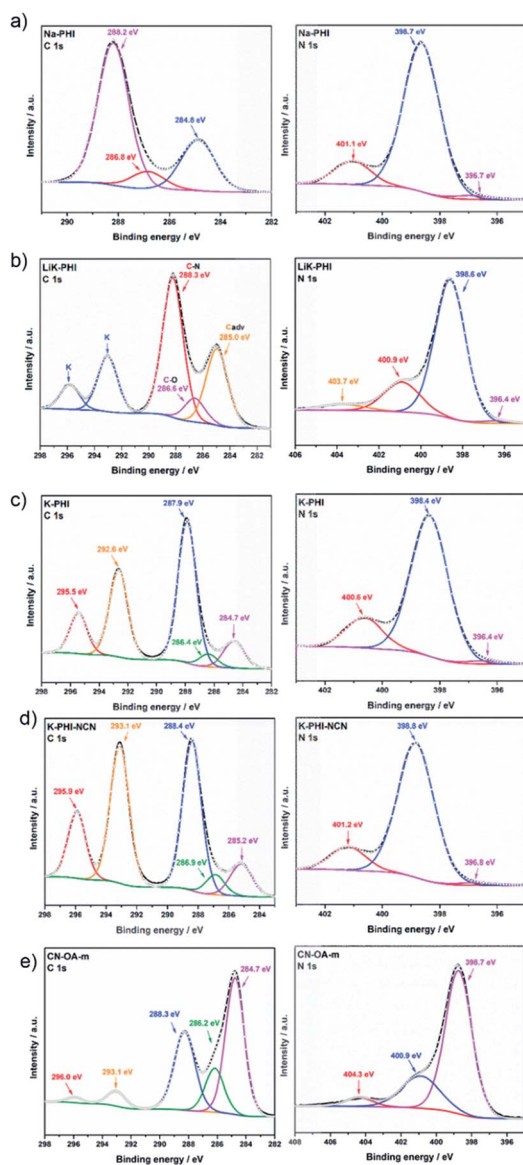 a)
Na-PHI
C 1s
288.2 eV
286.8 eV
284.8 eV
Intensity / a.u.
290 288 286 284 282
Binding energy / eV
Na-PHI
N 1s
398.7 eV
401.1 eV
396.7 eV
Intensity / a.u.
402 400 398 396
Binding energy / eV
b)
LiK-PHI
C 1s
C-N
288.3 eV
Cadv
285.0 eV
K
K
C-O
286.6 eV
Intensity / a.u.
298 296 294 292 290 288 286 284 282
Binding energy / eV
LiK-PHI
N 1s
398.6 eV
400.9 eV
403.7 eV
396.4 eV
Intensity / a.u.
406 404 402 400 398 396
Binding energy / eV
c)
K-PHI
C 1s
287.9 eV
292.6 eV
295.5 eV
284.7 eV
286.4 eV
Intensity / a.u.
298 296 294 292 290 288 286 284 282
Binding energy / eV
K-PHI
N 1s
398.4 eV
400.6 eV
396.4 eV
Intensity / a.u.
402 400 398 396
Binding energy / eV
d)
K-PHI-NCN
C 1s
293.1 eV
288.4 eV
295.9 eV
286.9 eV
285.2 eV
Intensity / a.u.
298 296 294 292 290 288 286 284
Binding energy / eV
K-PHI-NCN
N 1s
398.8 eV
401.2 eV
396.8 eV
Intensity / a.u.
402 400 398 396
Binding energy / eV
e)
CN-OA-m
C 1s
284.7 eV
288.3 eV
286.2 eV
296.0 eV
293.1 eV
Intensity / a.u.
298 296 294 292 290 288 286 284 282
Binding energy / eV
CN-OA-m
N 1s
398.7 eV
400.9 eV
404.3 eV
Intensity / a.u.
408 406 404 402 400 398 396
Binding energy / eV